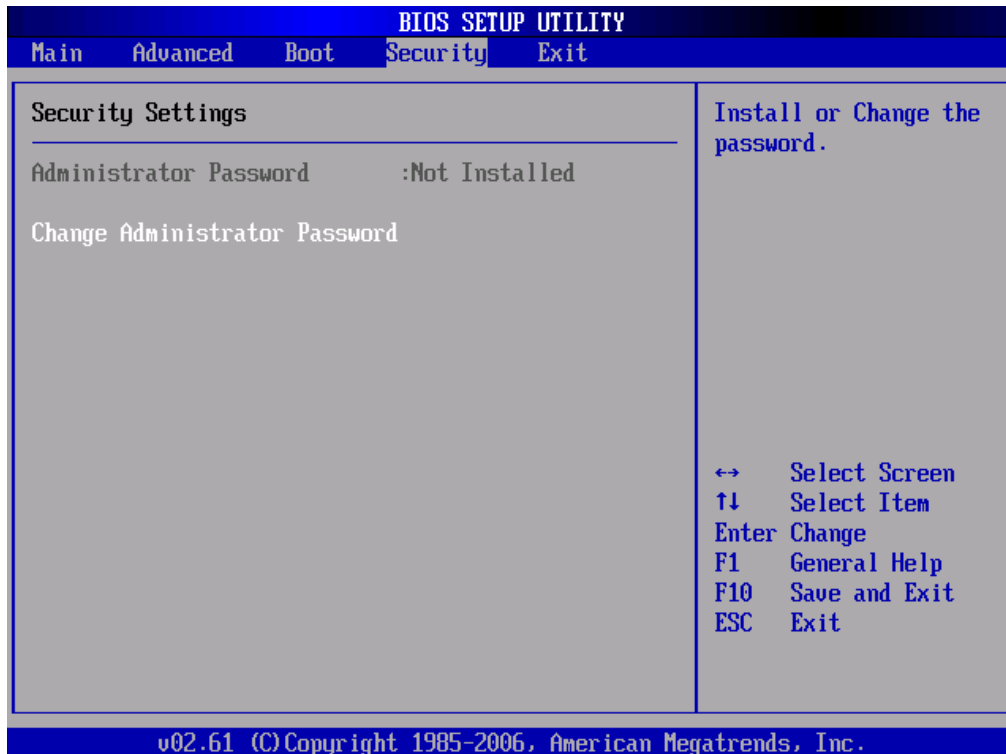 BIOS SETUP UTILITY
Main Advanced Boot Security Exit
Security Settings
Administrator Password :Not Installed
Change Administrator Password
Install or Change the
password.
↔ Select Screen
↑↓ Select Item
Enter Change
F1 General Help
F10 Save and Exit
ESC Exit
v02.61 (C)Copyright 1985-2006, American Megatrends, Inc.